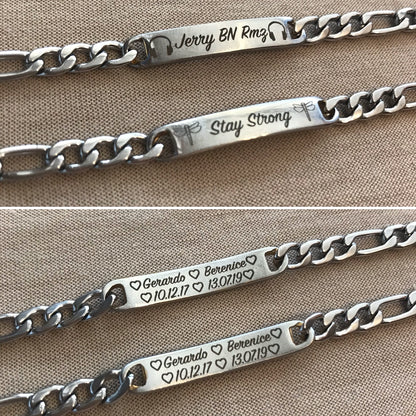 Jerry BN Rmz
Stay Strong
Gerardo ♡ Berenice♡
♡10.12.17 ♡ 13.07.19♡
♡Gerardo ♡ Berenice♡
♡10.12.17 ♡ 13.07.19♡